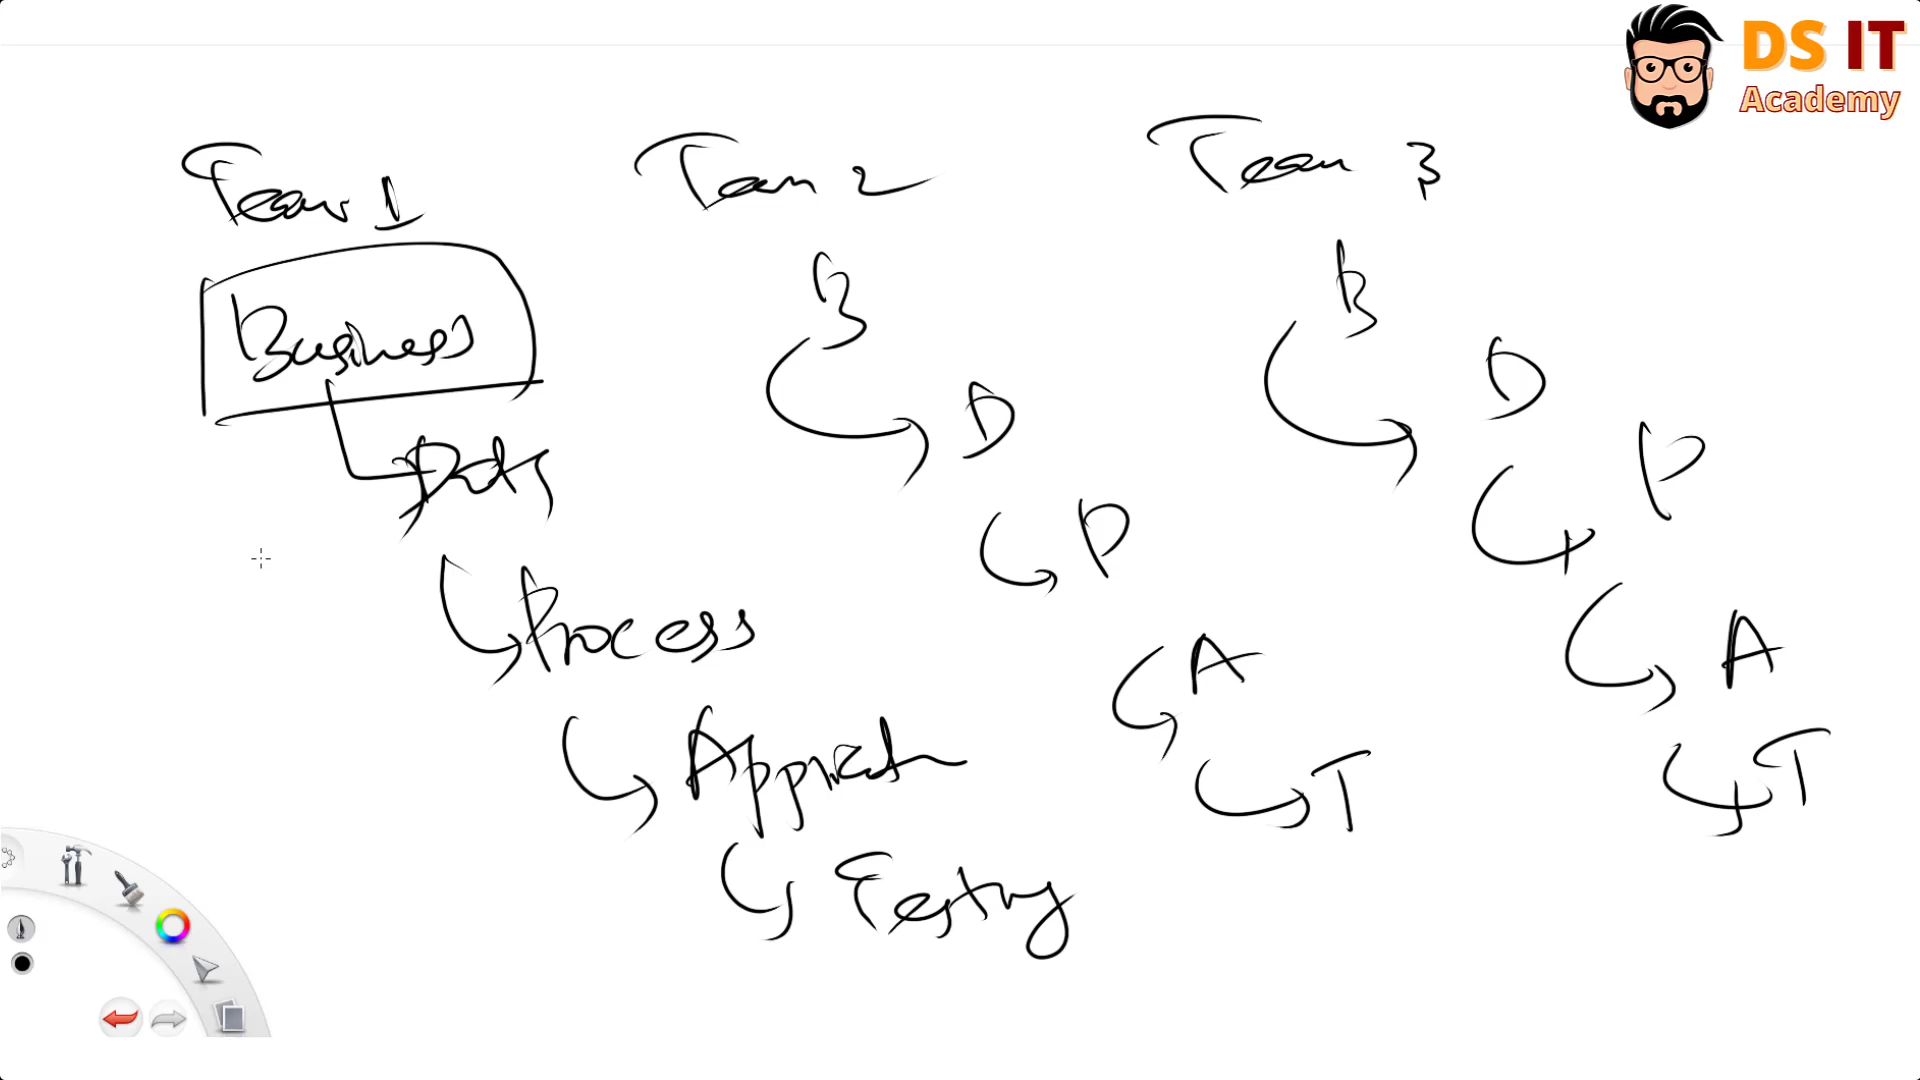 DS IT
Academy
Team 1
Business
Data
Process
Approach
Testing
Team 2
B
D
P
A
T
Team 3
B
D
P
A
T